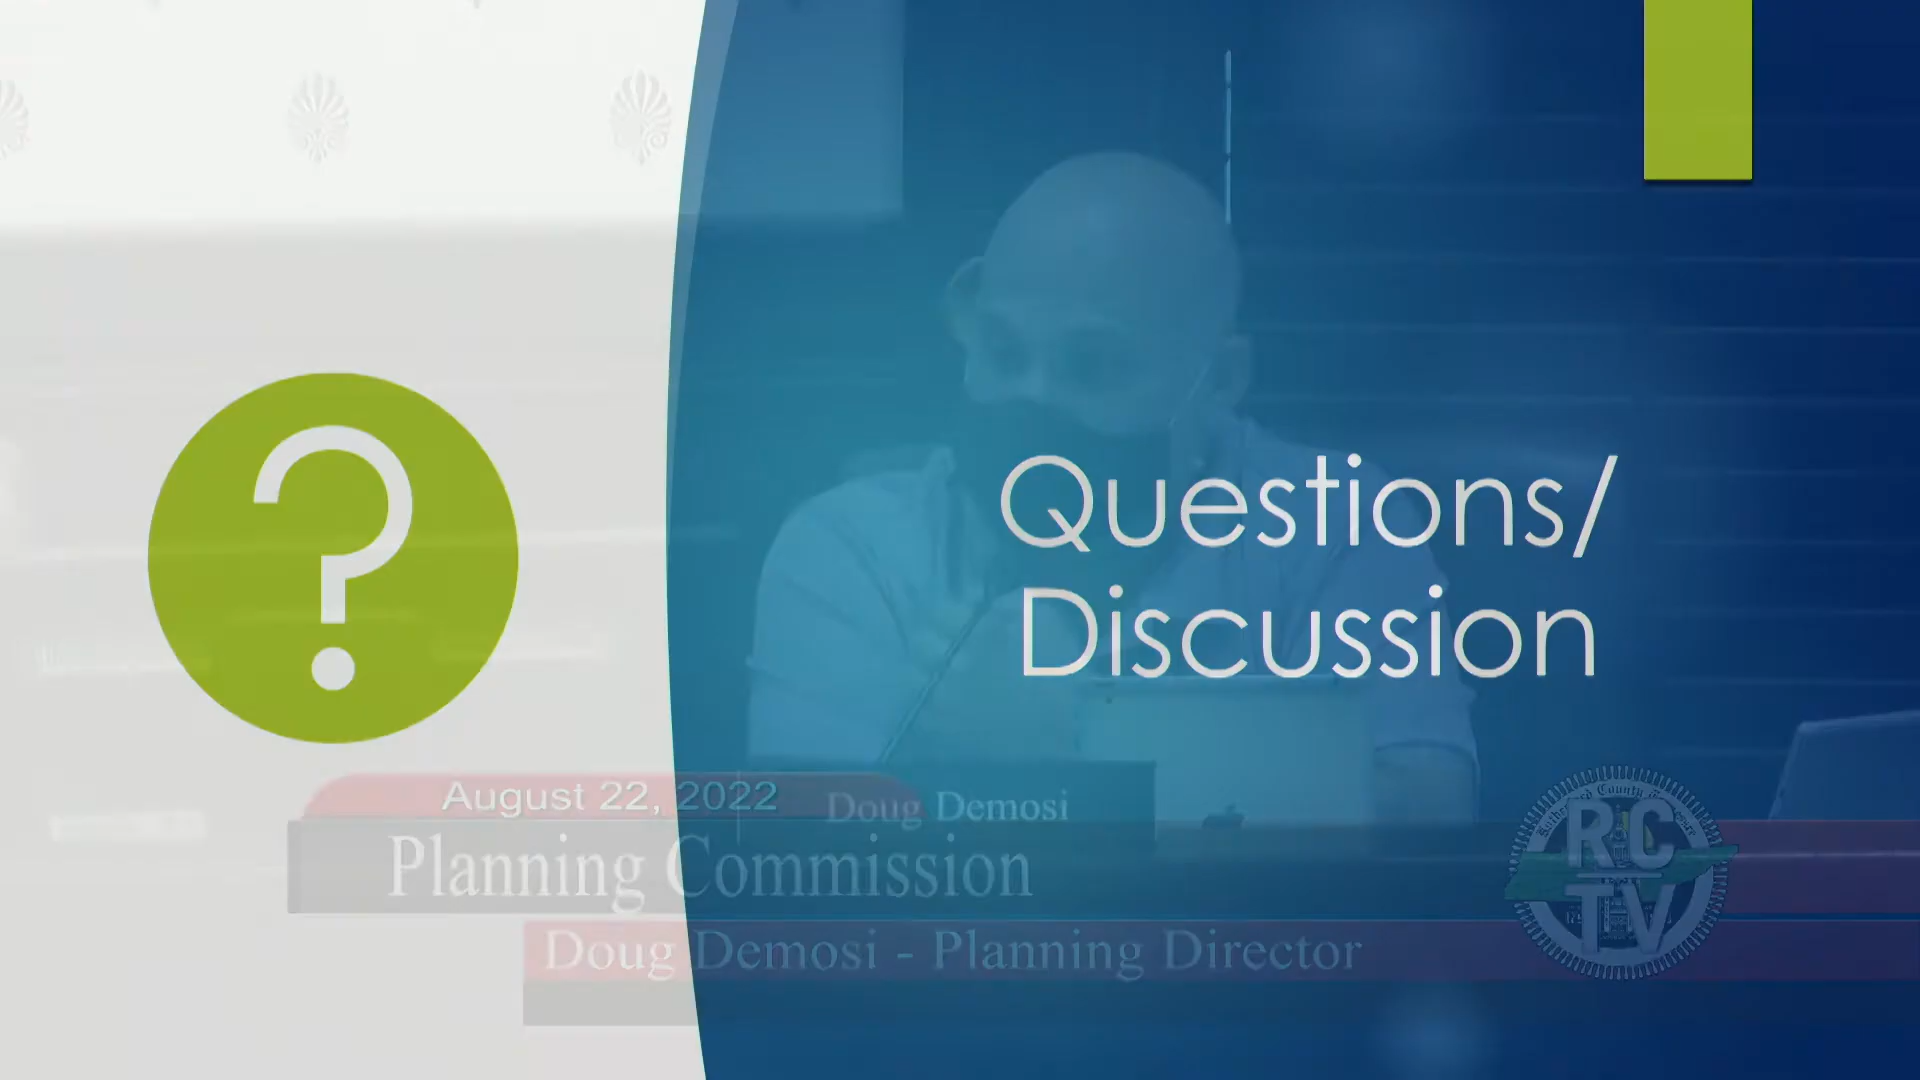 ?
Questions/
Discussion
August 22, 2022
Doug Demosi
Planning Commission
Doug Demosi - Planning Director
RC
TV